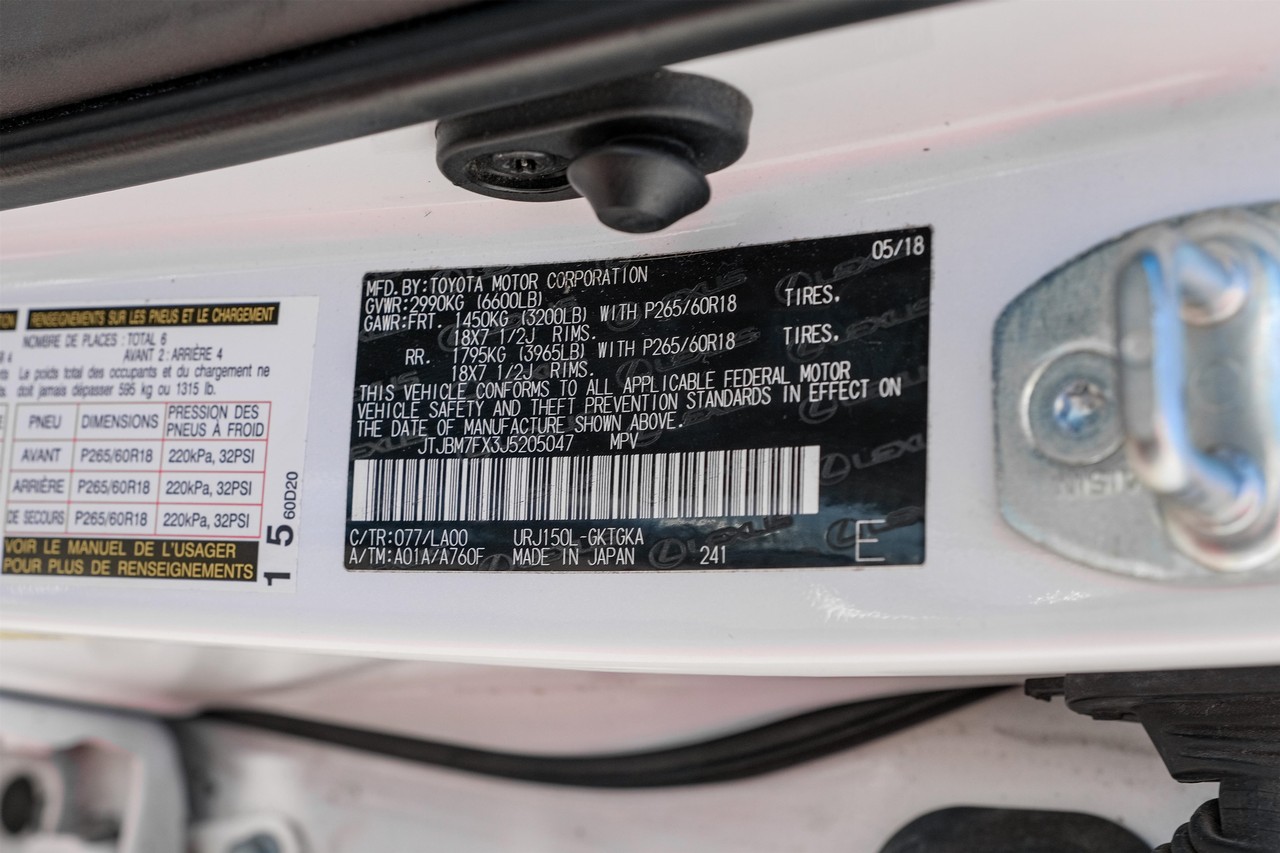 RENSEIGNEMENTS SUR LES PNEUS ET LE CHARGEMENT
NOMBRE DE PLACES : TOTAL 6
AVANT 2 : ARRIÈRE 4
Le poids total des occupants et du chargement ne
doit jamais dépasser 595 kg ou 1315 lb.
PNEU DIMENSIONS PRESSION DES PNEUS À FROID
AVANT P265/60R18 220kPa, 32PSI
ARRIÈRE P265/60R18 220kPa, 32PSI
DE SECOURS P265/60R18 220kPa, 32PSI
VOIR LE MANUEL DE L'USAGER
POUR PLUS DE RENSEIGNEMENTS
1 5 60D20
05/18
MFD. BY:TOYOTA MOTOR CORPORATION
GVWR:2990KG (6600LB)
GAWR:FRT. 1450KG (3200LB) WITH P265/60R18 TIRES.
18X7 1/2J RIMS.
RR. 1795KG (3965LB) WITH P265/60R18 TIRES.
18X7 1/2J RIMS.
THIS VEHICLE CONFORMS TO ALL APPLICABLE FEDERAL MOTOR
VEHICLE SAFETY AND THEFT PREVENTION STANDARDS IN EFFECT ON
THE DATE OF MANUFACTURE SHOWN ABOVE.
JTJBM7FX3J5205047 MPV
C/TR:077/LA00 URJ150L-GKTGKA
A/TM:A01A/A760F MADE IN JAPAN 241
E
LEXUS